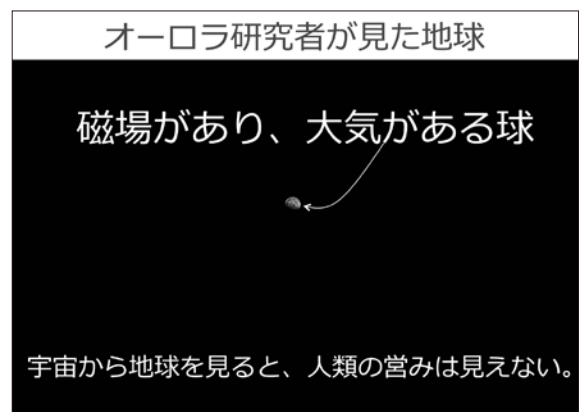 オーロラ研究者が見た地球
磁場があり、大気がある球
宇宙から地球を見ると、人類の営みは見えない。